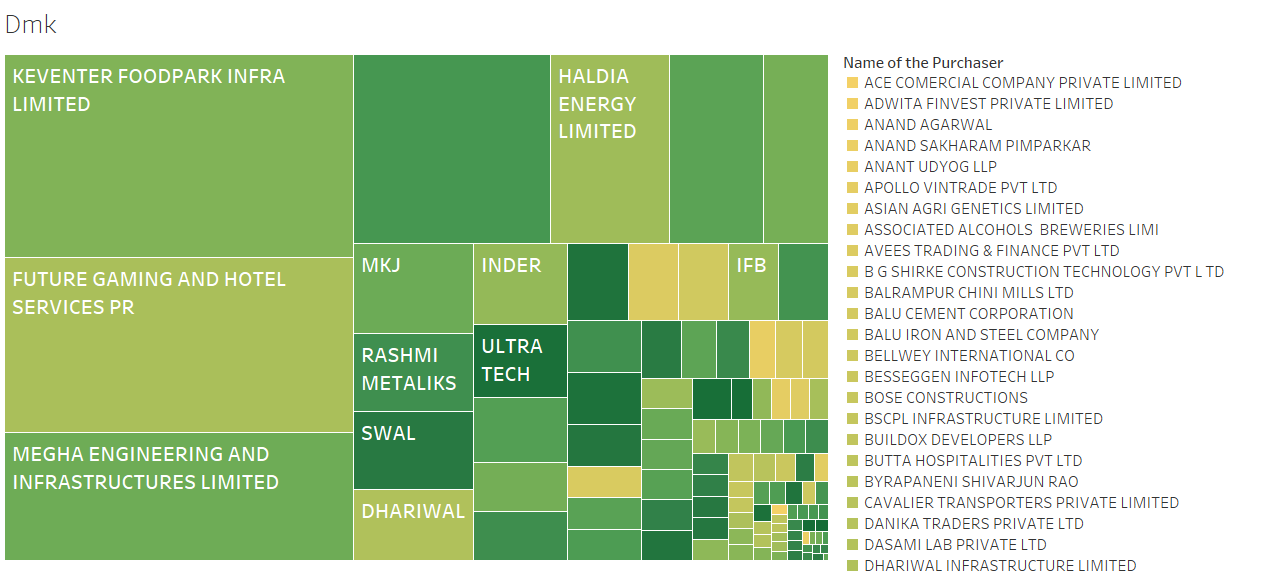 Dmk
KEVENTER FOODPARK INFRA
LIMITED
FUTURE GAMING AND HOTEL
SERVICES PR
MEGHA ENGINEERING AND
INFRASTRUCTURES LIMITED
HALDIA
ENERGY
LIMITED
MKJ
RASHMI
METALIKS
SWAL
DHARIWAL
INDER
ULTRA
TECH
IFB
Name of the Purchaser
ACE COMERCIAL COMPANY PRIVATE LIMITED
ADWITA FINVEST PRIVATE LIMITED
ANAND AGARWAL
ANAND SAKHARAM PIMPARKAR
ANANT UDYOG LLP
APOLLO VINTRADE PVT LTD
ASIAN AGRI GENETICS LIMITED
ASSOCIATED ALCOHOLS  BREWERIES LIMI
AVEES TRADING & FINANCE PVT LTD
B G SHIRKE CONSTRUCTION TECHNOLOGY PVT L TD
BALRAMPUR CHINI MILLS LTD
BALU CEMENT CORPORATION
BALU IRON AND STEEL COMPANY
BELLWEY INTERNATIONAL CO
BESSEGGEN INFOTECH LLP
BOSE CONSTRUCTIONS
BSCPL INFRASTRUCTURE LIMITED
BUILDOX DEVELOPERS LLP
BUTTA HOSPITALITIES PVT LTD
BYRAPANENI SHIVARJUN RAO
CAVALIER TRANSPORTERS PRIVATE LIMITED
DANIKA TRADERS PRIVATE LTD
DASAMI LAB PRIVATE LTD
DHARIWAL INFRASTRUCTURE LIMITED